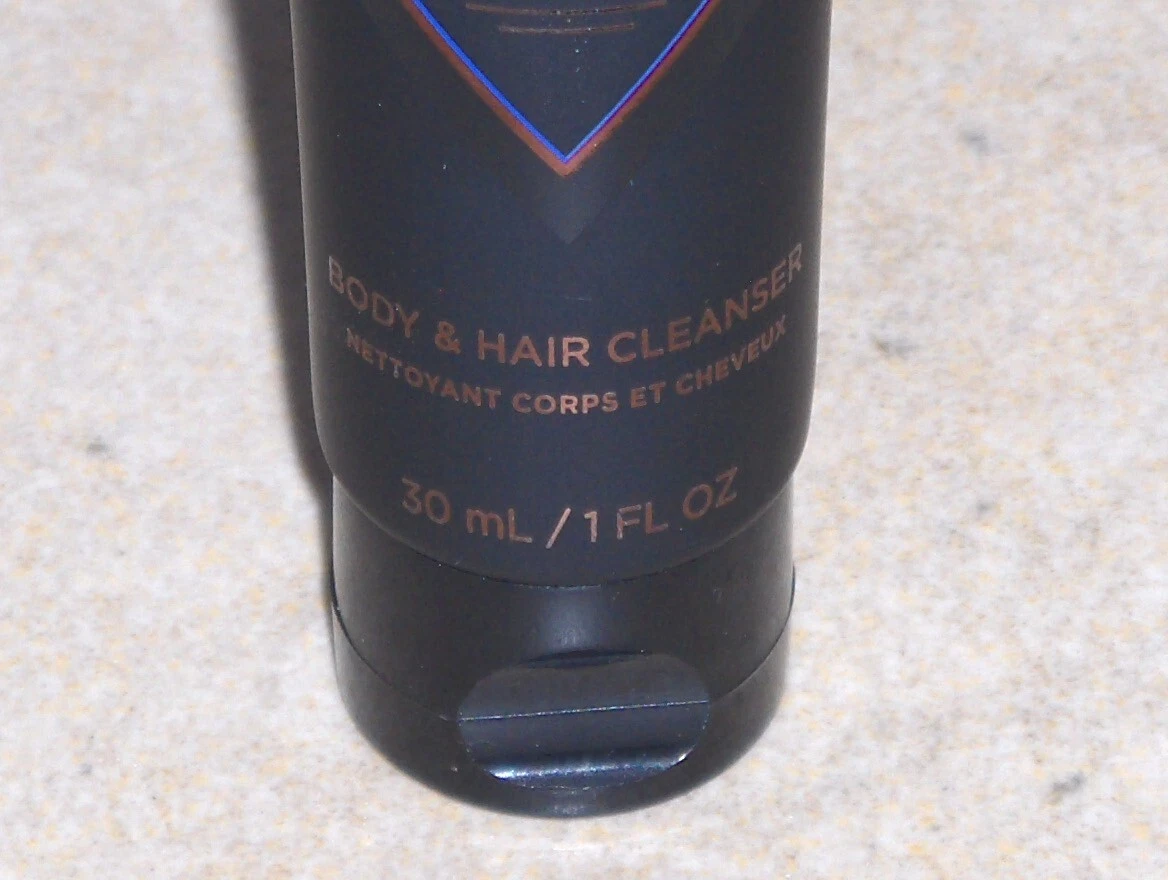 BODY & HAIR CLEANSER
NETTOYANT CORPS ET CHEVEUX
30 mL / 1 FL OZ